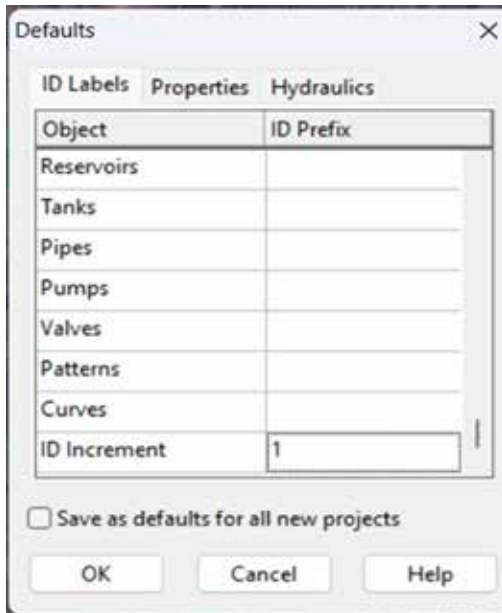 Defaults
ID Labels Properties Hydraulics
Object ID Prefix
Reservoirs
Tanks
Pipes
Pumps
Valves
Patterns
Curves
ID Increment 1
Save as defaults for all new projects
OK Cancel Help